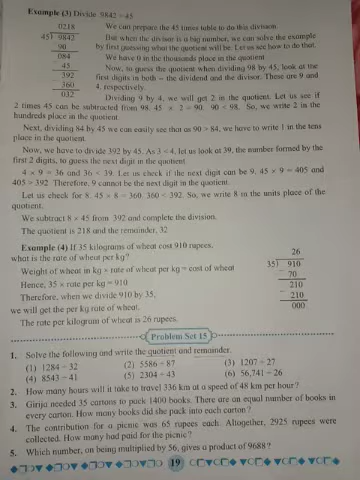 Example (3) Divide 9842 ÷ 45
0218
45) 9842
90
084
45
392
360
032
We can prepare the 45 times table to do this division.
But when the divisor is a big number, we can solve the example
by first guessing what the quotient will be. Let us see how to do that.
We have 0 in the thousands place in the quotient
Now, to guess the quotient when dividing 98 by 45, look at the
first digits in both - the dividend and the divisor. These are 9 and
4, respectively.
Dividing 9 by 4, we will get 2 in the quotient. Let us see if
2 times 45 can be subtracted from 98. 45 × 2 = 90. 90 < 98. So, we write 2 in the
hundreds place in the quotient.
Next, dividing 84 by 45 we can easily see that as 90 > 84, we have to write 1 in the tens
place in the quotient.
Now, we have to divide 392 by 45. As 3 < 4, let us look at 39, the number formed by the
first 2 digits, to guess the next digit in the quotient.
4 × 9 = 36 and 36 < 39. Let us check if the next digit can be 9. 45 × 9 = 405 and
405 > 392. Therefore, 9 cannot be the next digit in the quotient.
Let us check for 8. 45 × 8 = 360. 360 < 392. So, we write 8 in the units place of the
quotient.
We subtract 8 × 45 from 392 and complete the division.
The quotient is 218 and the remainder, 32
Example (4) If 35 kilograms of wheat cost 910 rupees,
what is the rate of wheat per kg?
Weight of wheat in kg × rate of wheat per kg = cost of wheat
Hence, 35 × rate per kg = 910
Therefore, when we divide 910 by 35,
we will get the per kg rate of wheat.
The rate per kilogram of wheat is 26 rupees.
26
35) 910
- 70
210
- 210
000
Problem Set 15
1. Solve the following and write the quotient and remainder.
(1) 1284 ÷ 32 (2) 5586 ÷ 87 (3) 1207 ÷ 27
(4) 8543 ÷ 41 (5) 2304 ÷ 43 (6) 56,741 ÷ 26
2. How many hours will it take to travel 336 km at a speed of 48 km per hour?
3. Girija needed 35 cartons to pack 1400 books. There are an equal number of books in
every carton. How many books did she pack into each carton?
4. The contribution for a picnic was 65 rupees each. Altogether, 2925 rupees were
collected. How many had paid for the picnic?
5. Which number, on being multiplied by 56, gives a product of 9688?
19